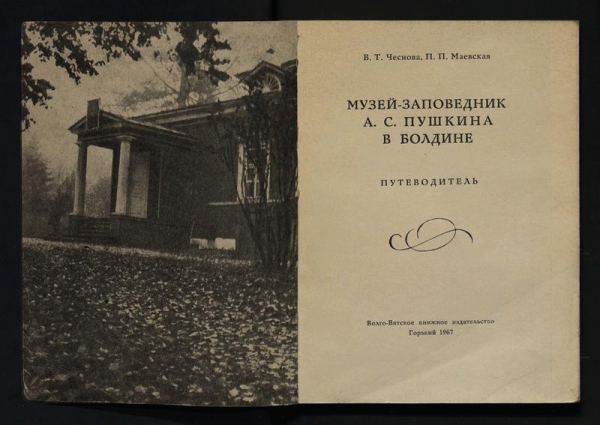 В. Т. Чеснова, П. П. Маевская
МУЗЕЙ-ЗАПОВЕДНИК
А. С. ПУШКИНА
В БОЛДИНЕ
ПУТЕВОДИТЕЛЬ
Волго-Вятское книжное издательство
Горький 1967